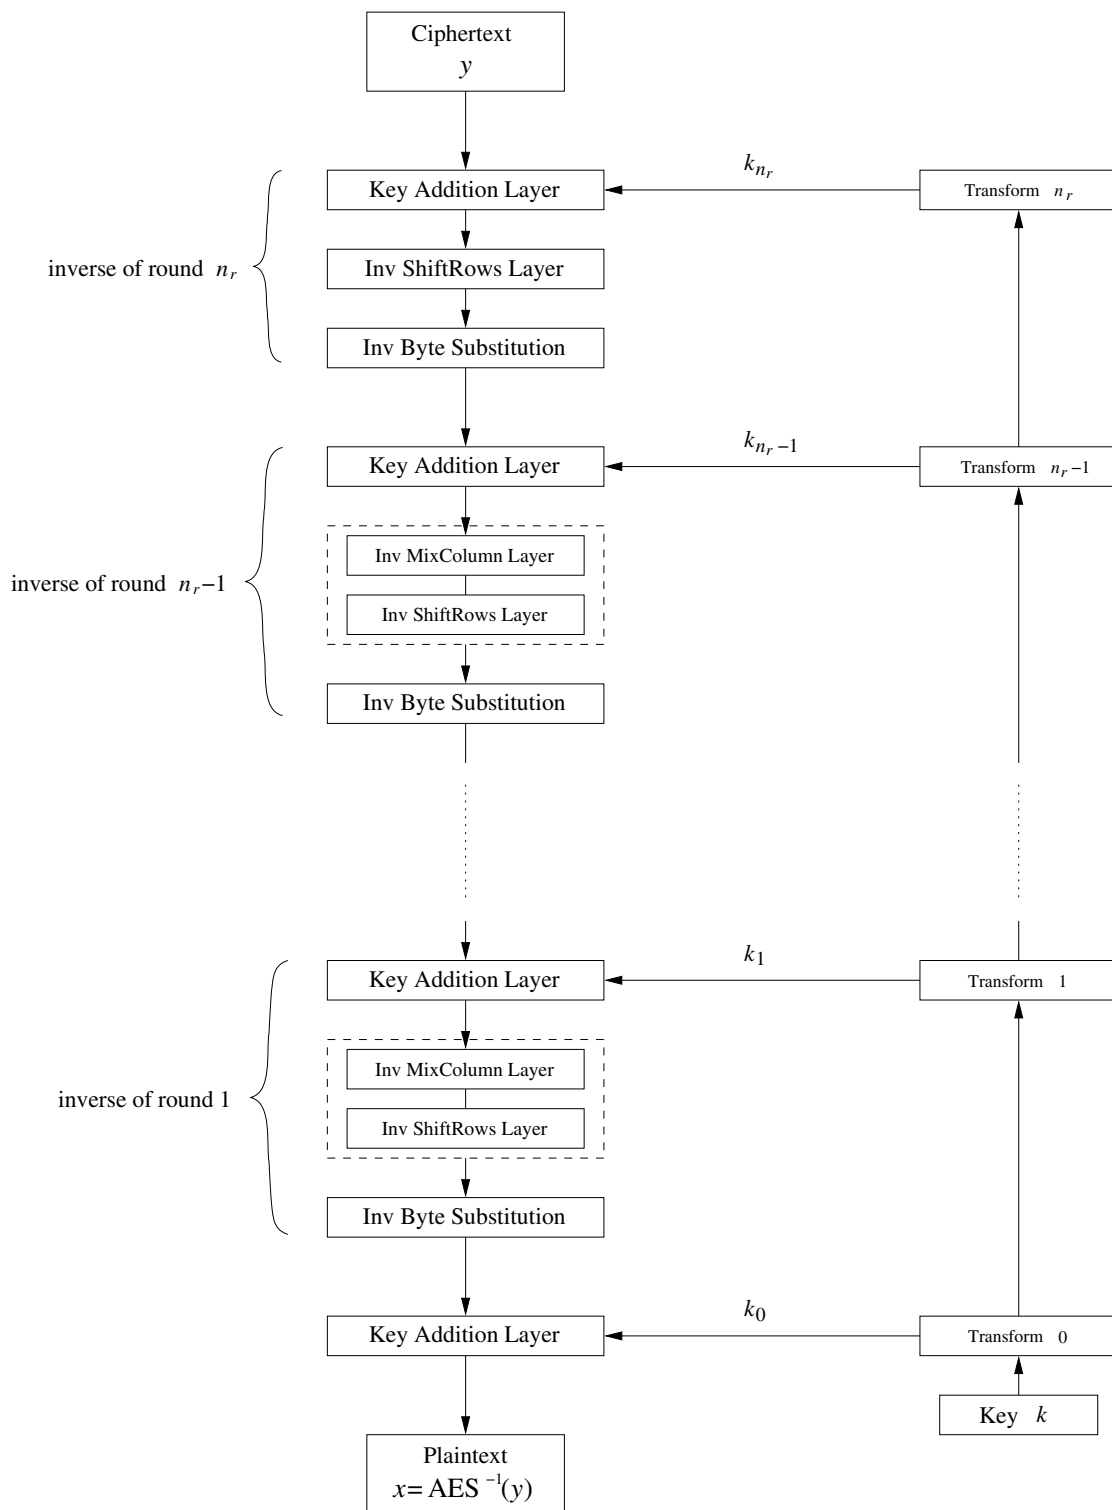 Ciphertext
y
Key Addition Layer
k_{n_r}
Transform n_r
inverse of round n_r
Inv ShiftRows Layer
Inv Byte Substitution
Key Addition Layer
k_{n_r-1}
Transform n_r-1
inverse of round n_r-1
Inv MixColumn Layer
Inv ShiftRows Layer
Inv Byte Substitution
Key Addition Layer
k_1
Transform 1
inverse of round 1
Inv MixColumn Layer
Inv ShiftRows Layer
Inv Byte Substitution
Key Addition Layer
k_0
Transform 0
Key k
Plaintext
x= AES^{-1}(y)